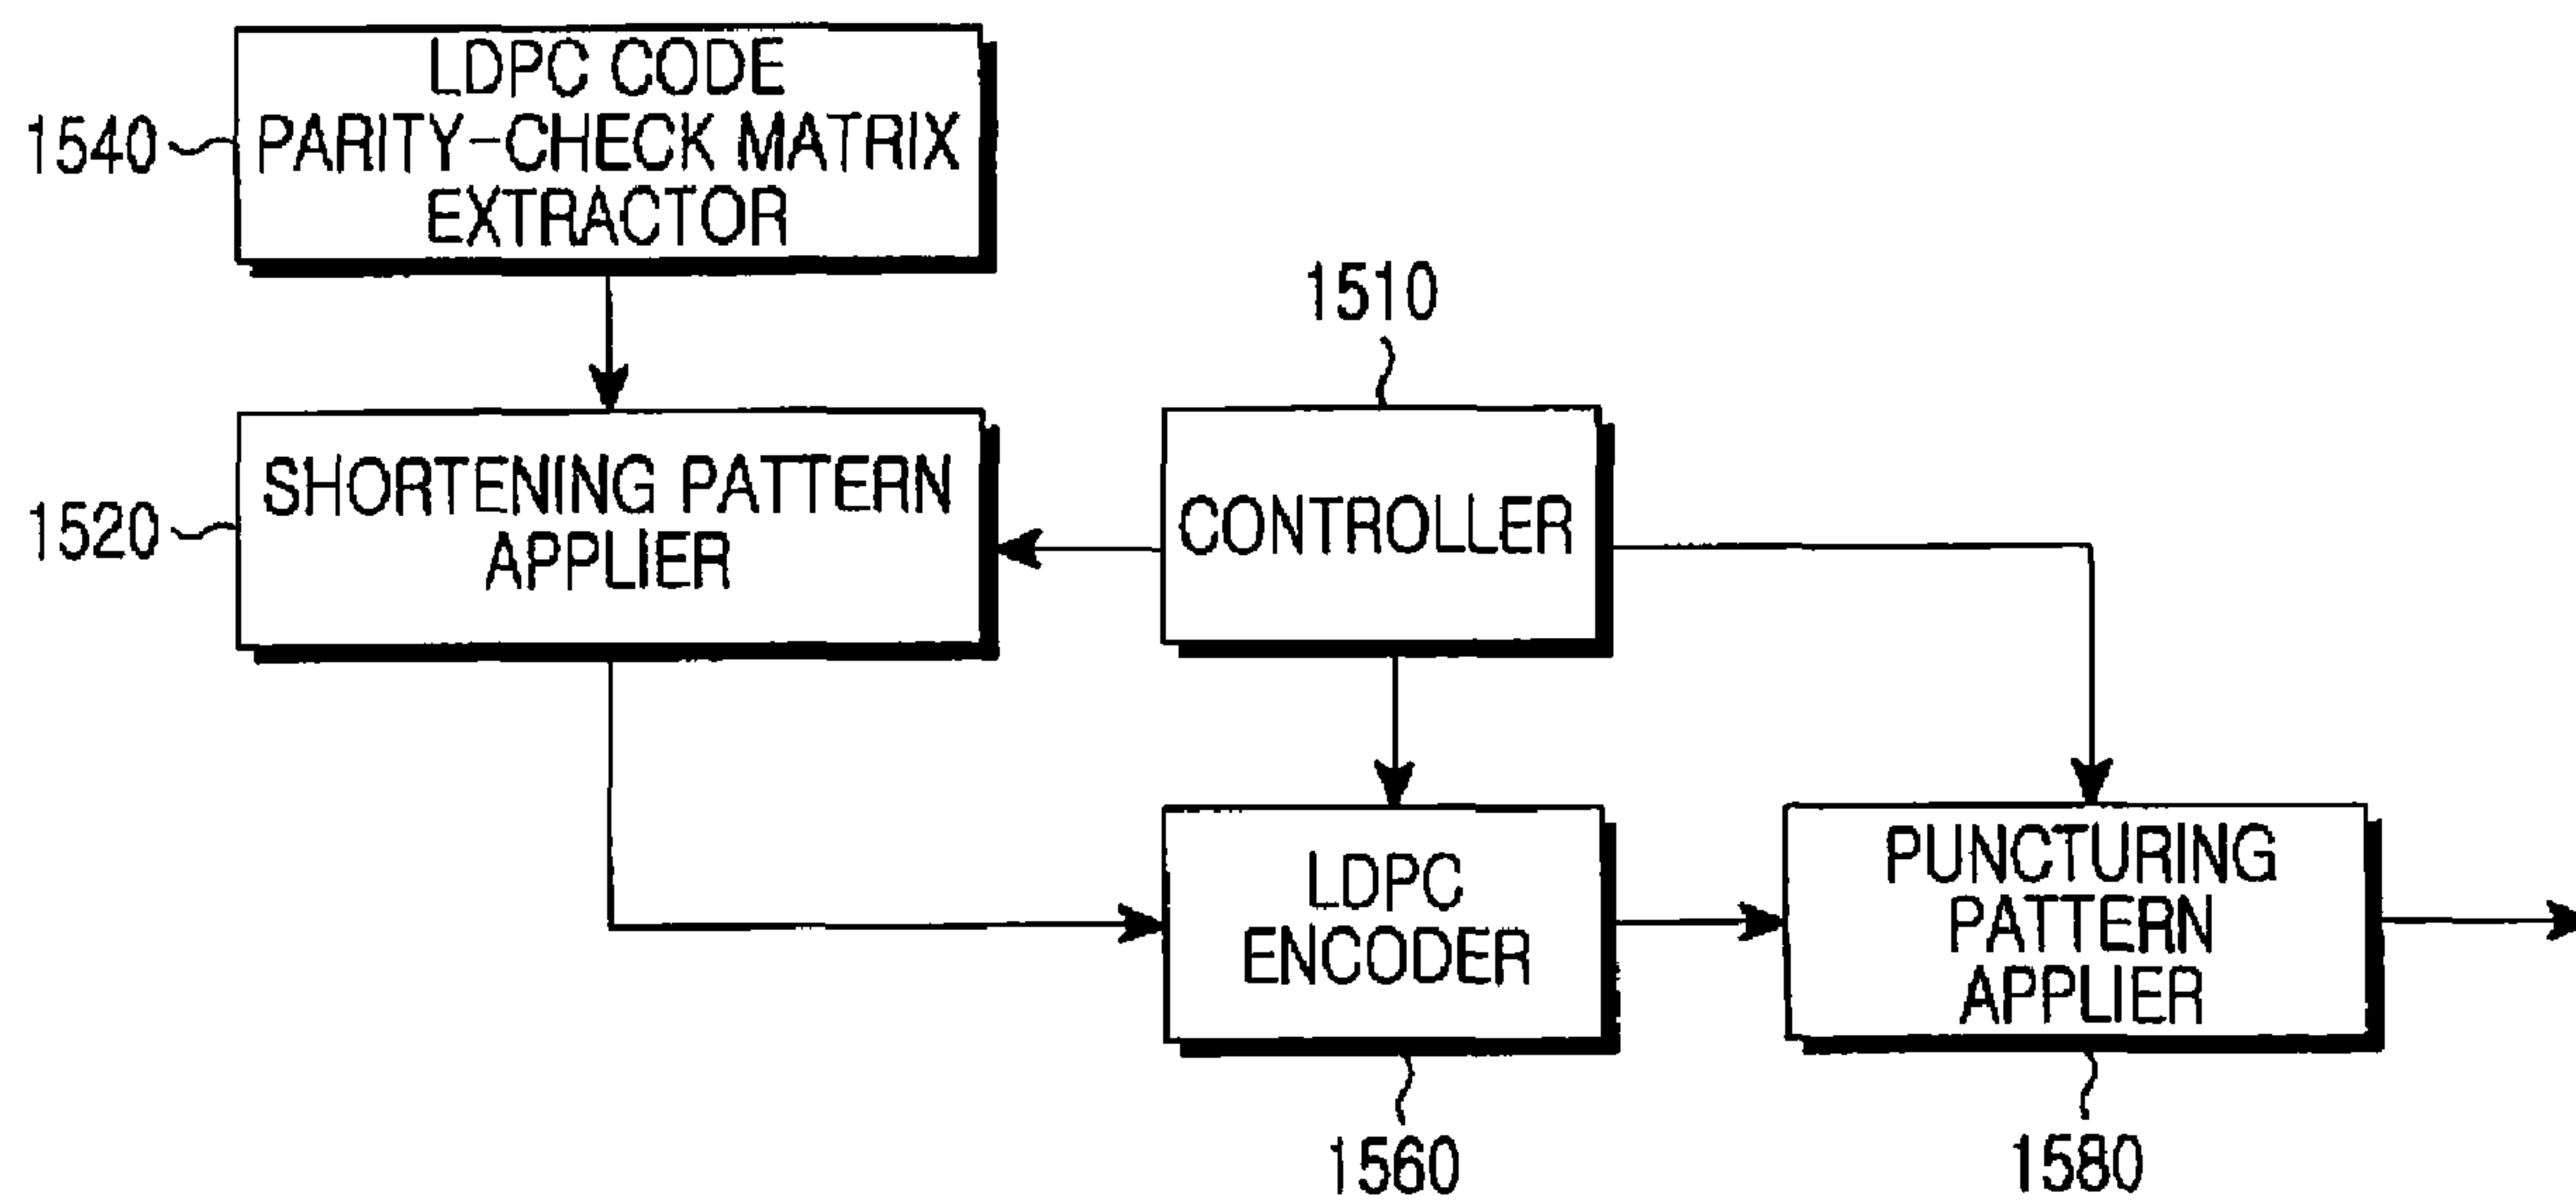 LDPC CODE
PARITY-CHECK MATRIX
EXTRACTOR
1540
1510
SHORTENING PATTERN
APPLIER
1520
CONTROLLER
LDPC
ENCODER
1560
PUNCTURING
PATTERN
APPLIER
1580